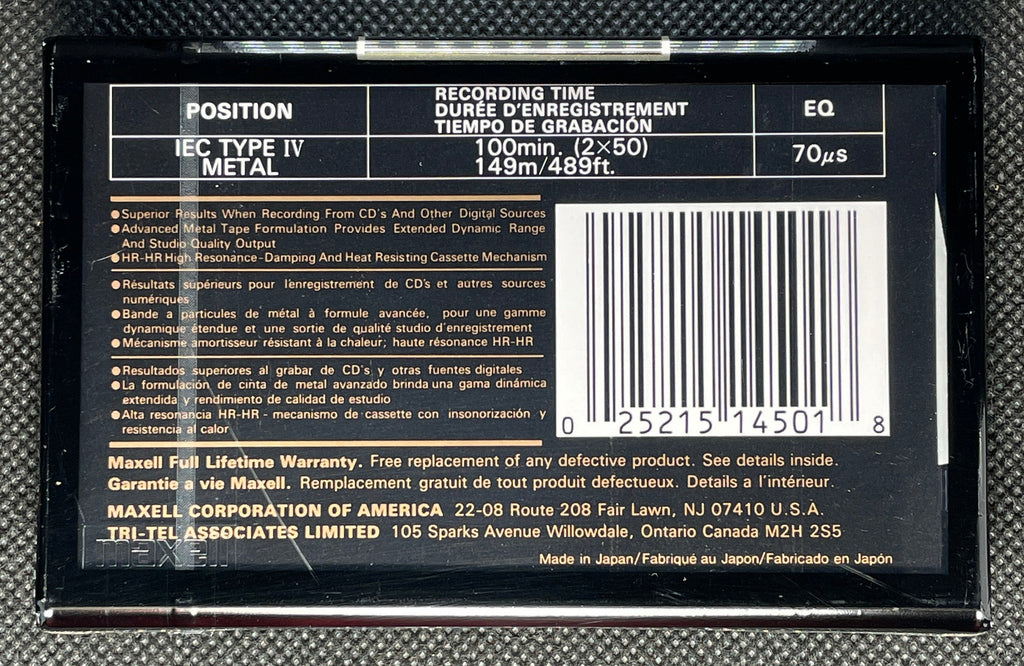 POSITION
RECORDING TIME
DURÉE D'ENREGISTREMENT
TIEMPO DE GRABACIÓN
EQ
IEC TYPE IV
METAL
100min. (2×50)
149m/489ft.
70μs
●Superior Results When Recording From CD's And Other Digital Sources
●Advanced Metal Tape Formulation Provides Extended Dynamic Range
And Studio Quality Output
●HR-HR High Resonance-Damping And Heat Resisting Cassette Mechanism
●Résultats supérieurs pour l'enregistrement de CD's et autres sources
numériques
●Bande à particules de métal à formule avancée, pour une gamme
dynamique étendue et une sortie de qualité studio d'enregistrement
●Mécanisme amortisseur résistant à la chaleur; haute résonance HR-HR
●Resultados superiores al grabar de CD's y otras fuentes digitales
●La formulación de cinta de metal avanzado brinda una gama dinámica
extendida y rendimiento de calidad de estudio
●Alta resonancia HR-HR - mecanismo de cassette con insonorización y
resistencia al calor
0 25215 14501 8
Maxell Full Lifetime Warranty. Free replacement of any defective product. See details inside.
Garantie a vie Maxell. Remplacement gratuit de tout produit defectueux. Details a l'intérieur.
MAXELL CORPORATION OF AMERICA 22-08 Route 208 Fair Lawn, NJ 07410 U.S.A.
TRI-TEL ASSOCIATES LIMITED 105 Sparks Avenue Willowdale, Ontario Canada M2H 2S5
maxell
Made in Japan/Fabriqué au Japon/Fabricado en Japón